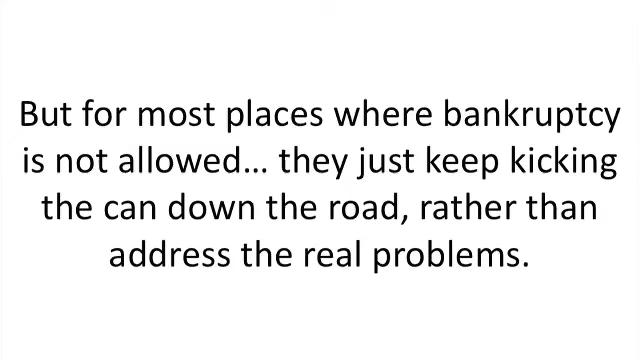 But for most places where bankruptcy
is not allowed… they just keep kicking
the can down the road, rather than
address the real problems.